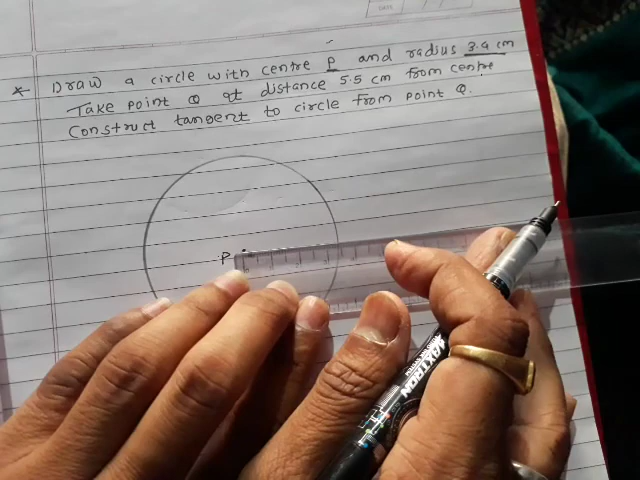 * Draw a circle with centre P and radius 3.4 cm
Take point Q at distance 5.5 cm from centre.
Construct tangent to circle from point Q.
P
DATE